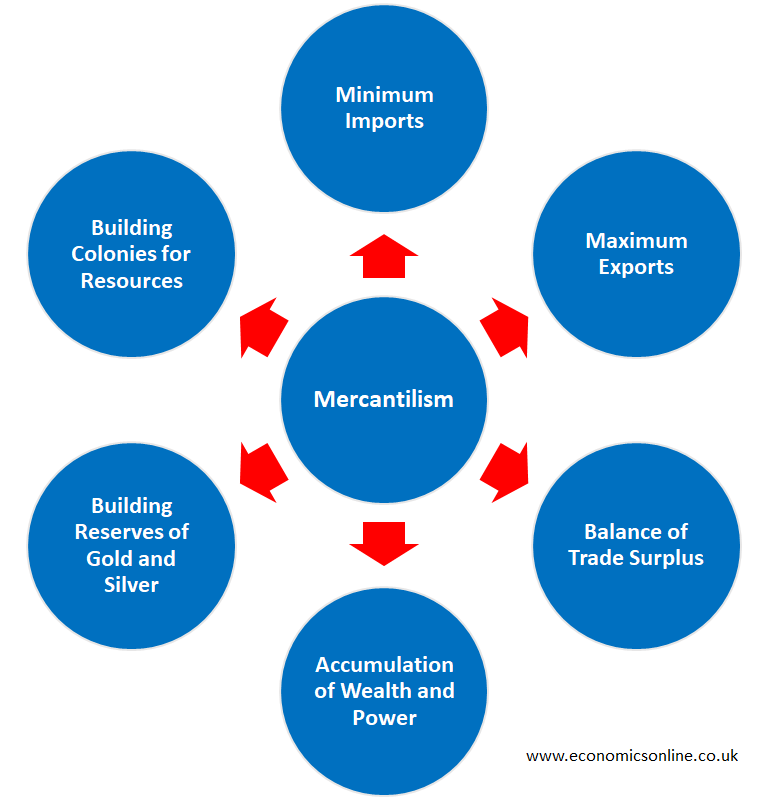 Minimum
Imports
Building
Colonies for
Resources
Maximum
Exports
Mercantilism
Building
Reserves of
Gold and
Silver
Balance of
Trade Surplus
Accumulation
of Wealth and
Power
www.economicsonline.co.uk